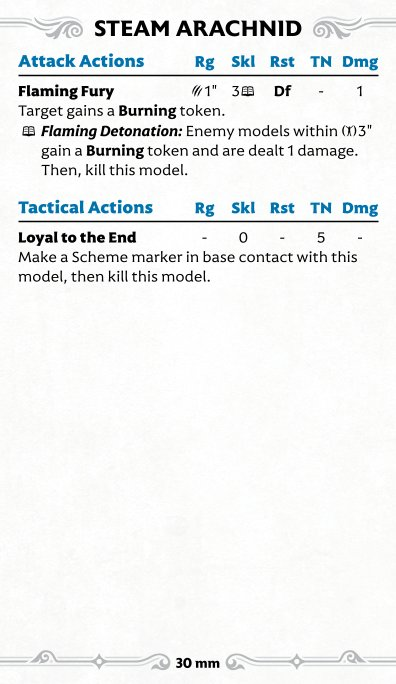 STEAM ARACHNID
Attack Actions Rg Skl Rst TN Dmg
Flaming Fury 1" 3 Df - 1
Target gains a Burning token.
Flaming Detonation: Enemy models within 3"
gain a Burning token and are dealt 1 damage.
Then, kill this model.
Tactical Actions Rg Skl Rst TN Dmg
Loyal to the End - 0 - 5 -
Make a Scheme marker in base contact with this
model, then kill this model.
30 mm